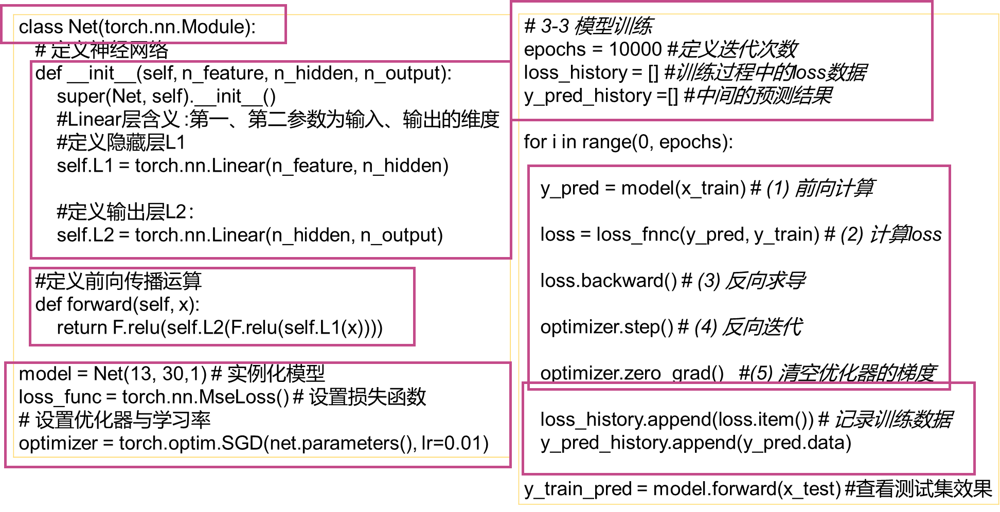 class Net(torch.nn.Module):
# 定义神经网络
def __init__(self, n_feature, n_hidden, n_output):
super(Net, self).__init__()
#Linear层含义 :第一、第二参数为输入、输出的维度
#定义隐藏层L1
self.L1 = torch.nn.Linear(n_feature, n_hidden)
#定义输出层L2：
self.L2 = torch.nn.Linear(n_hidden, n_output)
#定义前向传播运算
def forward(self, x):
return F.relu(self.L2(F.relu(self.L1(x))))
model = Net(13, 30,1) # 实例化模型
loss_func = torch.nn.MseLoss() # 设置损失函数
# 设置优化器与学习率
optimizer = torch.optim.SGD(net.parameters(), lr=0.01)
# 3-3 模型训练
epochs = 10000 #定义迭代次数
loss_history = [] #训练过程中的loss数据
y_pred_history =[] #中间的预测结果
for i in range(0, epochs):
y_pred = model(x_train) # (1) 前向计算
loss = loss_fnnc(y_pred, y_train) # (2) 计算loss
loss.backward() # (3) 反向求导
optimizer.step() # (4) 反向迭代
optimizer.zero_grad() #(5) 清空优化器的梯度
loss_history.append(loss.item()) # 记录训练数据
y_pred_history.append(y_pred.data)
y_train_pred = model.forward(x_test) #查看测试集效果